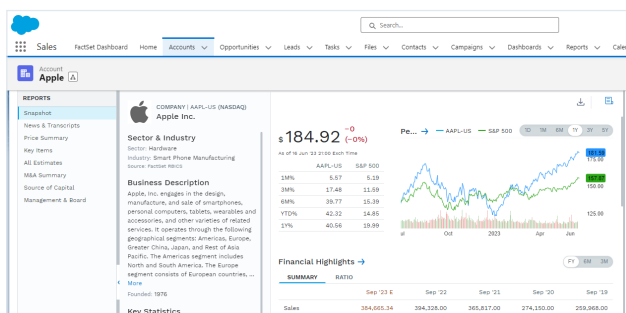 Search...
Sales
FactSet Dashboard Home Accounts Opportunities Leads Tasks Files Contacts Campaigns Dashboards Reports Caler
Account
Apple
REPORTS
Snapshot
News & Transcripts
Price Summary
Key Items
All Estimates
M&A Summary
Source of Capital
Management & Board
COMPANY | AAPL-US (NASDAQ)
Apple Inc.
Sector & Industry
Sector: Hardware
Industry: Smart Phone Manufacturing
Source: FactSet RBICS
Business Description
Apple, Inc. engages in the design,
manufacture, and sale of smartphones,
personal computers, tablets, wearables and
accessories, and other varieties of related
services. It operates through the following
geographical segments: Americas, Europe,
Greater China, Japan, and Rest of Asia
Pacific. The Americas segment includes
North and South America. The Europe
segment consists of European countries, ...
More
Founded: 1976
Key Statistics
$ 184.92 -0 (-0%)
As of 16 Jun '23 21:00 Exch Time
AAPL-US S&P 500
1M% 5.57 5.19
3M% 17.48 11.59
6M% 39.77 15.39
YTD% 42.32 14.85
1Y% 40.56 19.99
Pe... → AAPL-US S&P 500 1D 1M 6M 1Y 2Y 5Y
175.00
150.00
125.00
Jul Oct 2023 Apr Jun
Financial Highlights → FY 6M 3M
SUMMARY RATIO
Sep '23 E Sep '22 Sep '21 Sep '20 Sep '19
Sales 384,665.34 394,328.00 365,817.00 274,150.00 259,968.00